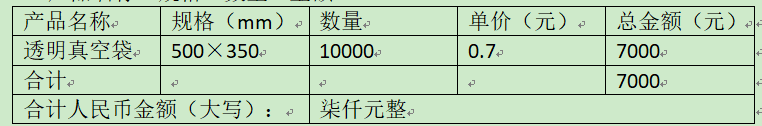 产品名称 规格（mm） 数量 单价（元） 总金额（元）
透明真空袋 500×350 10000 0.7 7000
合计 7000
合计人民币金额（大写）： 柒仟元整